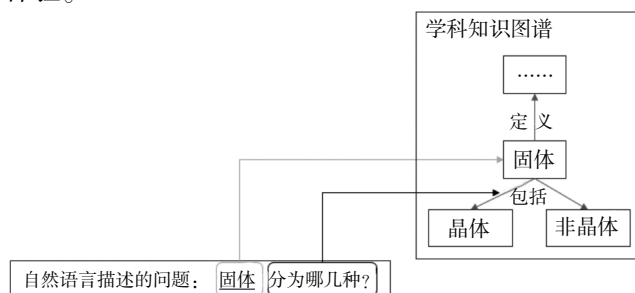 学科知识图谱
……
定 义
固体
包括
晶体
非晶体
自然语言描述的问题： 固体 分为哪几种?